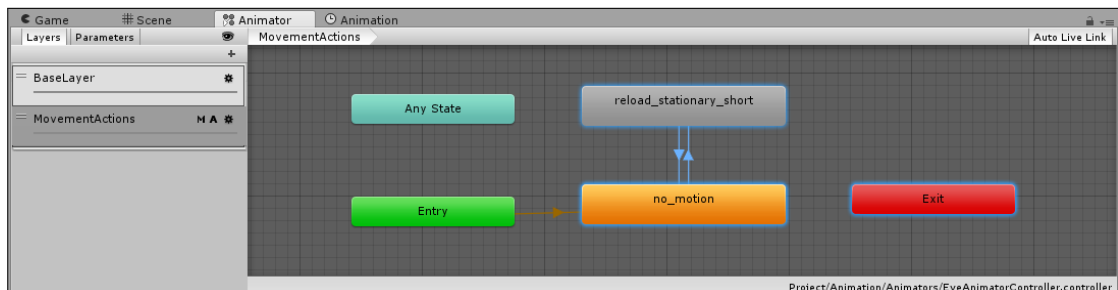 Game
Scene
Animator
Animation
Layers
Parameters
MovementActions
Auto Live Link
+
BaseLayer
MovementActions
M A
Any State
reload_stationary_short
Entry
no_motion
Exit
Project/Animation/Animators/EveAnimatorController.controller